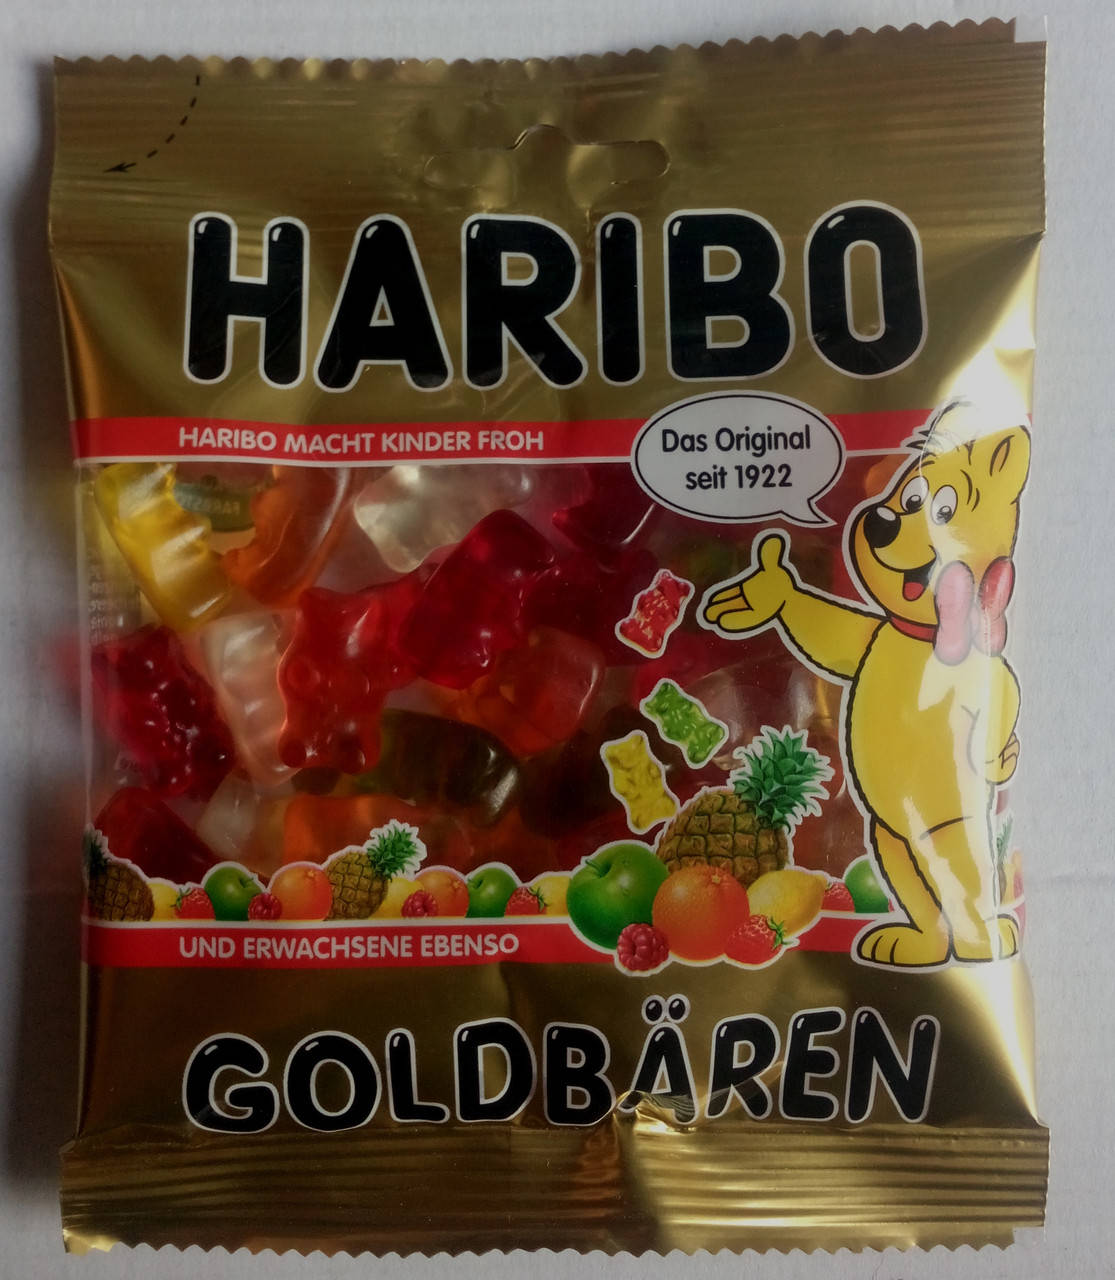 HARIBO
HARIBO MACHT KINDER FROH
Das Original
seit 1922
UND ERWACHSENE EBENSO
GOLDBÄREN